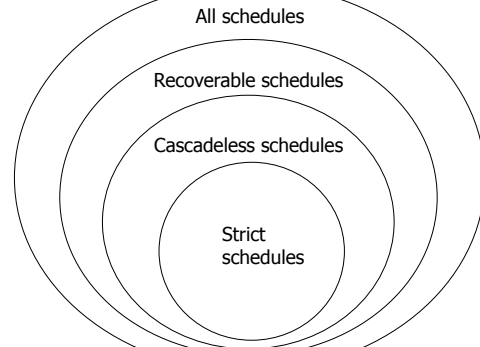 All schedules
Recoverable schedules
Cascadeless schedules
Strict
schedules